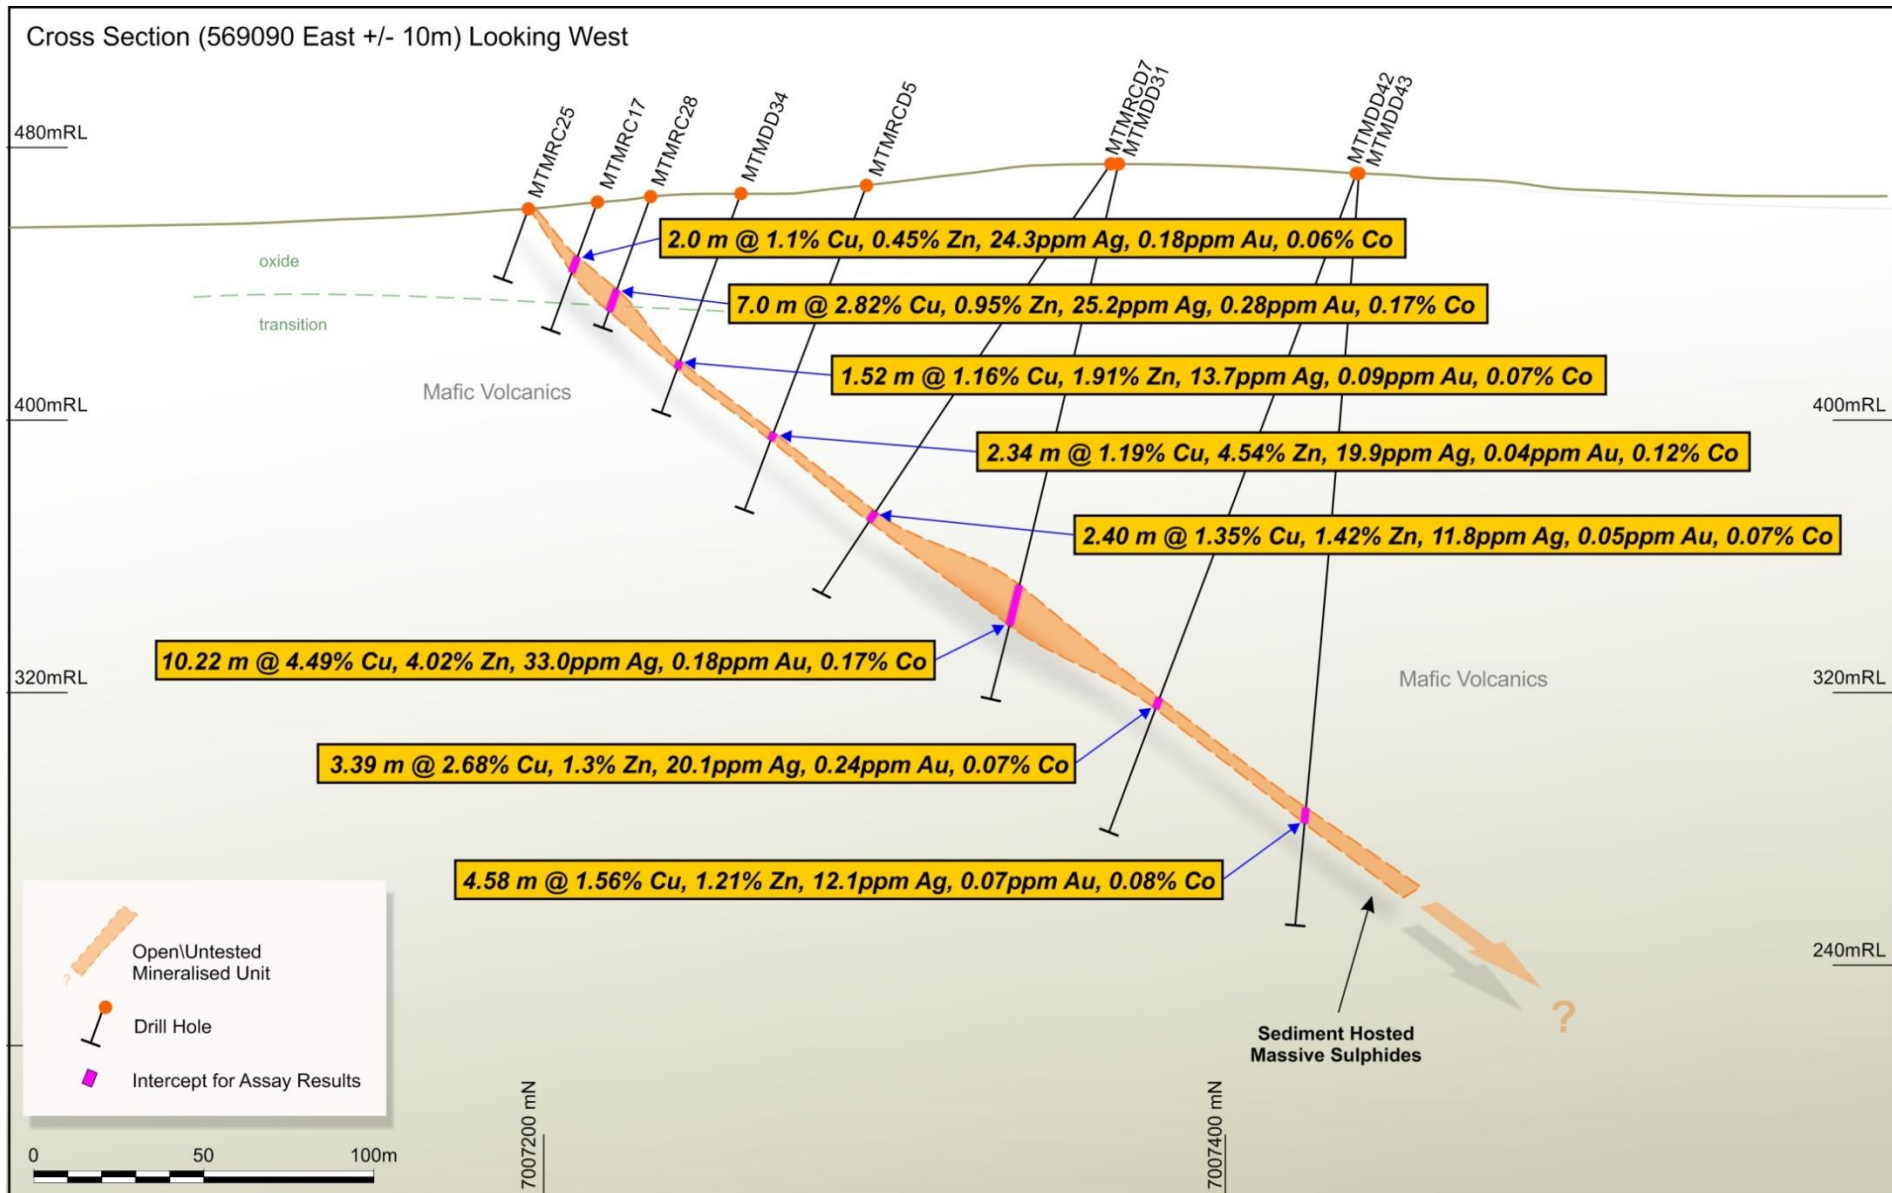 Cross Section (569090 East +/- 10m) Looking West
480mRL
MTMRC25
MTMRC17
MTMRC28
MTMDD34
MTMRCD5
MTMRCD7
MTMDD31
MTMDD42
MTMDD43
2.0 m @ 1.1% Cu, 0.45% Zn, 24.3ppm Ag, 0.18ppm Au, 0.06% Co
oxide
7.0 m @ 2.82% Cu, 0.95% Zn, 25.2ppm Ag, 0.28ppm Au, 0.17% Co
transition
1.52 m @ 1.16% Cu, 1.91% Zn, 13.7ppm Ag, 0.09ppm Au, 0.07% Co
Mafic Volcanics
400mRL
400mRL
2.34 m @ 1.19% Cu, 4.54% Zn, 19.9ppm Ag, 0.04ppm Au, 0.12% Co
2.40 m @ 1.35% Cu, 1.42% Zn, 11.8ppm Ag, 0.05ppm Au, 0.07% Co
10.22 m @ 4.49% Cu, 4.02% Zn, 33.0ppm Ag, 0.18ppm Au, 0.17% Co
320mRL
Mafic Volcanics
320mRL
3.39 m @ 2.68% Cu, 1.3% Zn, 20.1ppm Ag, 0.24ppm Au, 0.07% Co
4.58 m @ 1.56% Cu, 1.21% Zn, 12.1ppm Ag, 0.07ppm Au, 0.08% Co
240mRL
?
Sediment Hosted
Massive Sulphides
Open\Untested
Mineralised Unit
?
Drill Hole
Intercept for Assay Results
0 50 100m
7007200 mN
7007400 mN